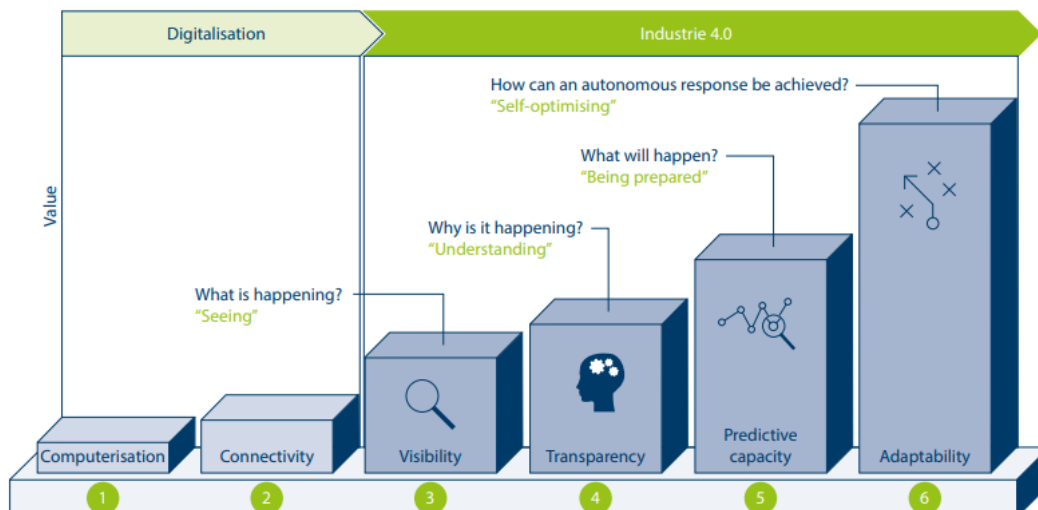 Digitalisation
Industrie 4.0
Value
How can an autonomous response be achieved?
“Self-optimising”
What will happen?
“Being prepared”
Why is it happening?
“Understanding”
What is happening?
“Seeing”
Computerisation
Connectivity
Visibility
Transparency
Predictive
capacity
Adaptability
1
2
3
4
5
6